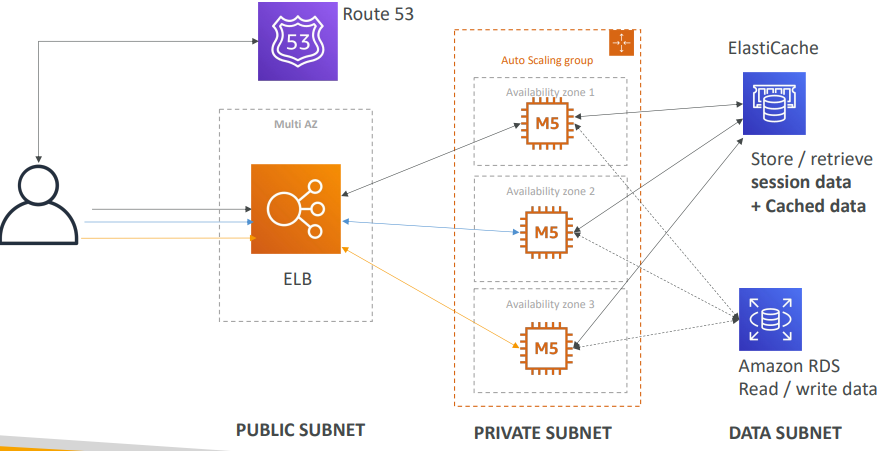 Route 53
53
Auto Scaling group
ElastiCache
Multi AZ
Availability zone 1
M5
Store / retrieve
session data
+ Cached data
Availability zone 2
M5
ELB
Availability zone 3
M5
Amazon RDS
Read / write data
PUBLIC SUBNET
PRIVATE SUBNET
DATA SUBNET